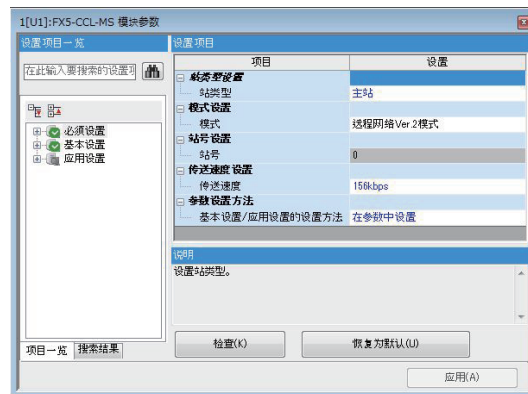 1[U1]:FX5-CCL-MS 模块参数
设置项目一览
在此输入要搜索的设置项
必须设置
基本设置
应用设置
项目一览
搜索结果
设置项目
项目 设置
站类型设置
站类型 主站
模式设置
模式 远程网络Ver.2模式
站号设置
站号 0
传送速度设置
传送速度 156kbps
参数设置方法
基本设置/应用设置的设置方法 在参数中设置
说明
设置站类型。
检查(K) 恢复为默认(U)
应用(A)